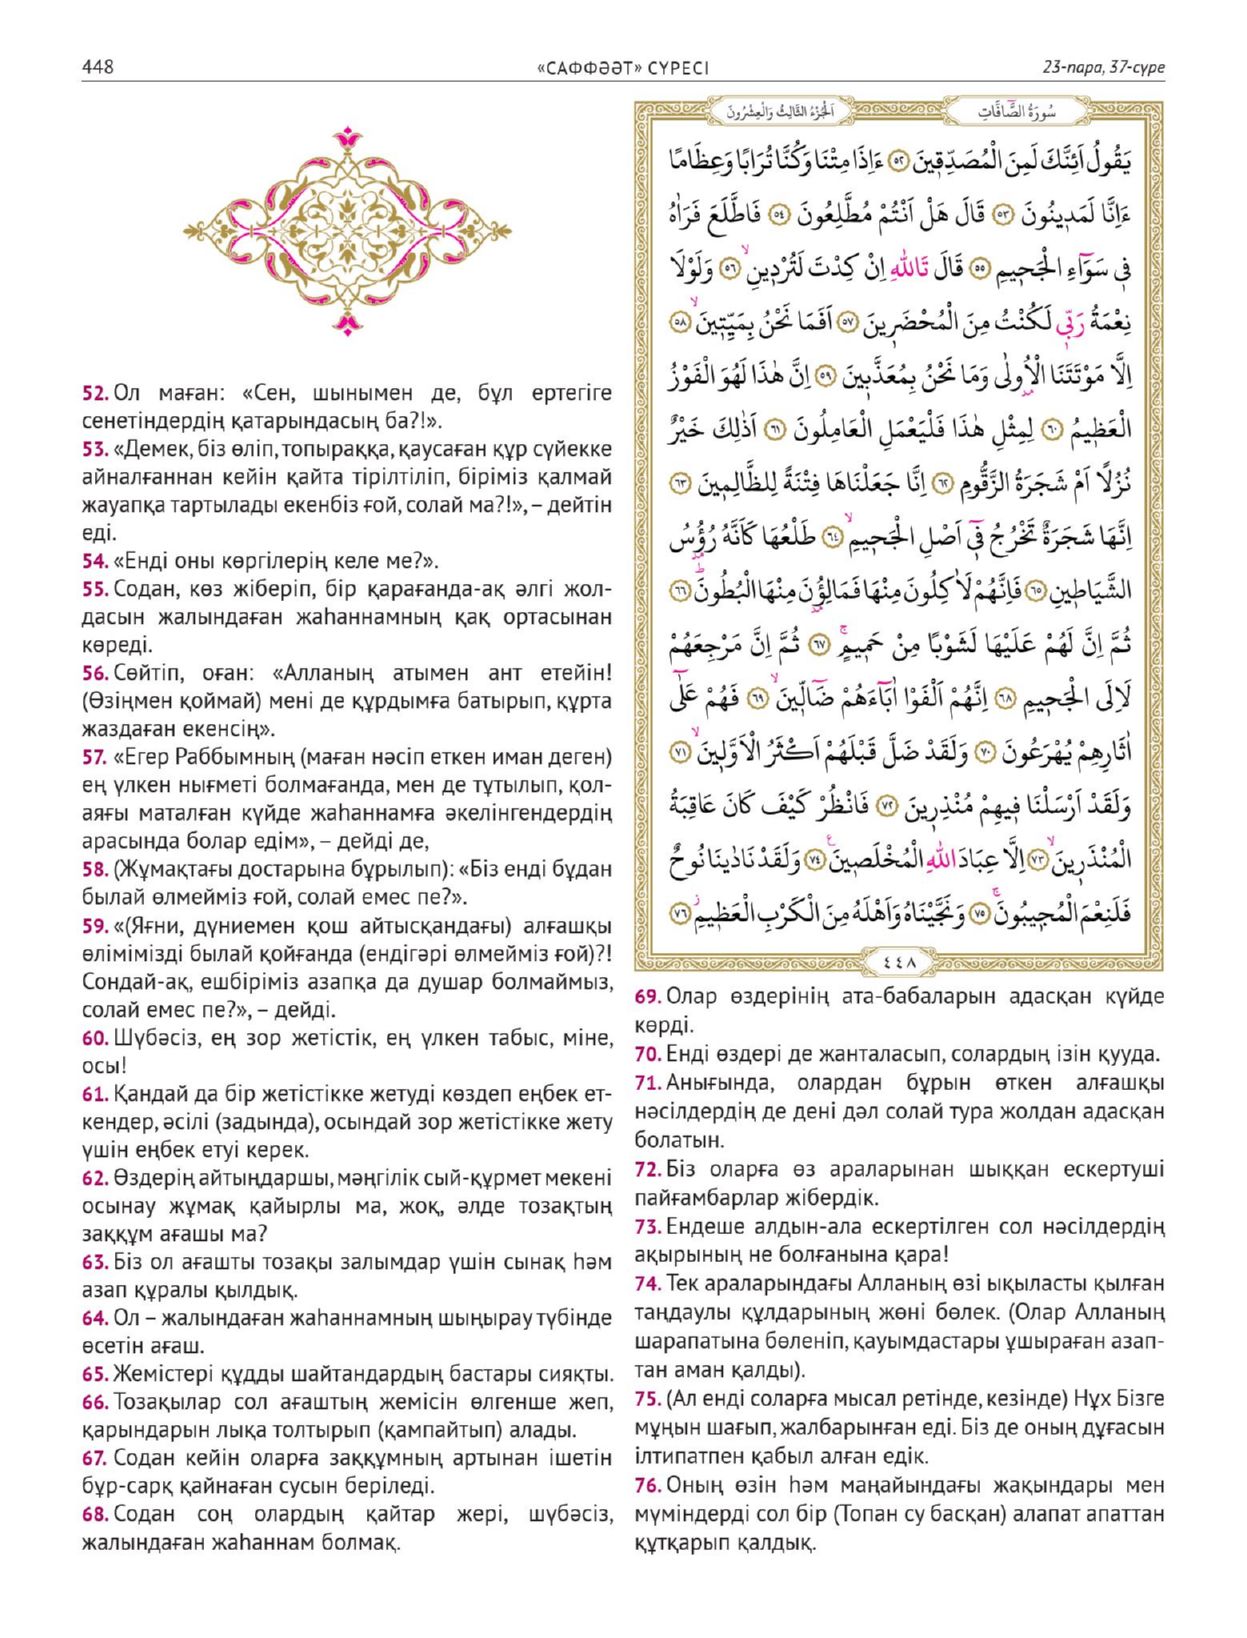 448
«САФФӘӘТ» СҮРЕСІ
23-пара, 37-сүре
52. Ол маған: «Сен, шынымен де, бұл ертегіге
сенетіндердің қатарындасың ба?!».
53. «Демек, біз өліп, топыраққа, қаусаған құр сүйекке
айналғаннан кейін қайта тірілтіліп, біріміз қалмай
жауапқа тартылады екенбіз ғой, солай ма?!», – дейтін
еді.
54. «Енді оны көргілерің келе ме?».
55. Содан, көз жіберіп, бір қарағанда-ақ әлгі жол-
дасын жалындаған жаһаннамның қақ ортасынан
көреді.
56. Сөйтіп, оған: «Алланың атымен ант етейін!
(Өзіңмен қоймай) мені де құрдымға батырып, құрта
жаздаған екенсің».
57. «Егер Раббымның (маған нәсіп еткен иман деген)
ең үлкен нығметі болмағанда, мен де тұтылып, қол-
аяғы маталған күйде жаһаннамға әкелінгендердің
арасында болар едім», – дейді де,
58. (Жұмақтағы достарына бұрылып): «Біз енді бұдан
былай өлмейміз ғой, солай емес пе?».
59. «(Яғни, дүниемен қош айтысқандағы) алғашқы
өлімімізді былай қойғанда (ендігәрі өлмейміз ғой)?!
Сондай-ақ, ешбіріміз азапқа да душар болмаймыз,
солай емес пе?», – дейді.
60. Шүбәсіз, ең зор жетістік, ең үлкен табыс, міне,
осы!
61. Қандай да бір жетістікке жетуді көздеп еңбек ет-
кендер, әсілі (задында), осындай зор жетістікке жету
үшін еңбек етуі керек.
62. Өздерің айтыңдаршы, мәңгілік сый-құрмет мекені
осынау жұмақ қайырлы ма, жоқ, әлде тозақтың
заққұм ағашы ма?
63. Біз ол ағашты тозақы залымдар үшін сынақ һәм
азап құралы қылдық.
64. Ол – жалындаған жаһаннамның шыңырау түбінде
өсетін ағаш.
65. Жемістері құдды шайтандардың бастары сияқты.
66. Тозақылар сол ағаштың жемісін өлгенше жеп,
қарындарын лықа толтырып (қампайтып) алады.
67. Содан кейін оларға заққұмның артынан ішетін
бұр-сарқ қайнаған сусын беріледі.
68. Содан соң олардың қайтар жері, шүбәсіз,
жалындаған жаһаннам болмақ.
سُورَةُ الصَّٓافَّاتِ
اَلْجُزْءُ الثَّالِثُ وَالْعِشْرُونَ
يَقُولُ اَئِنَّكَ لَمِنَ الْمُصَدِّقٖينَ ﴿٥٢﴾ ءَاِذَا مِتْنَا وَكُنَّا تُرَابًا وَعِظَامًا
ءَاِنَّا لَمَدٖينُونَ ﴿٥٣﴾ قَالَ هَلْ اَنْتُمْ مُطَّلِعُونَ ﴿٥٤﴾ فَاطَّلَعَ فَرَاٰهُ
فٖى سَوَٓاءِ الْجَحٖيمِ ﴿٥٥﴾ قَالَ تَاللّٰهِ اِنْ كِدْتَ لَتُرْدٖينِۙ ﴿٥٦﴾ وَلَوْلَا
نِعْمَةُ رَبّٖى لَكُنْتُ مِنَ الْمُحْضَرٖينَ ﴿٥٧﴾ اَفَمَا نَحْنُ بِمَيِّتٖينَۙ ﴿٥٨﴾
اِلَّا مَوْتَتَنَا الْاُولٰى وَمَا نَحْنُ بِمُعَذَّبٖينَ ﴿٥٩﴾ اِنَّ هٰذَا لَهُوَ الْفَوْزُ
الْعَظٖيمُ ﴿٦٠﴾ لِمِثْلِ هٰذَا فَلْيَعْمَلِ الْعَامِلُونَ ﴿٦١﴾ اَذٰلِكَ خَيْرٌ
نُزُلًا اَمْ شَجَرَةُ الزَّقُّومِ ﴿٦٢﴾ اِنَّا جَعَلْنَاهَا فِتْنَةً لِلظَّالِمٖينَ ﴿٦٣﴾
اِنَّهَا شَجَرَةٌ تَخْرُجُ فٖٓى اَصْلِ الْجَحٖيمِۙ ﴿٦٤﴾ طَلْعُهَا كَاَنَّهُ رُؤُسُ
الشَّيَاطٖينِ ﴿٦٥﴾ فَاِنَّهُمْ لَاٰكِلُونَ مِنْهَا فَمَالِؤُنَ مِنْهَا الْبُطُونَۜ ﴿٦٦﴾
ثُمَّ اِنَّ لَهُمْ عَلَيْهَا لَشَوْبًا مِنْ حَمٖيمٍۚ ﴿٦٧﴾ ثُمَّ اِنَّ مَرْجِعَهُمْ
لَاِلَى الْجَحٖيمِ ﴿٦٨﴾ اِنَّهُمْ اَلْفَوْا اٰبَٓاءَهُمْ ضَٓالّٖينَۙ ﴿٦٩﴾ فَهُمْ عَلٰٓى
اٰثَارِهِمْ يُهْرَعُونَ ﴿٧٠﴾ وَلَقَدْ ضَلَّ قَبْلَهُمْ اَكْثَرُ الْاَوَّلٖينَۙ ﴿٧١﴾
وَلَقَدْ اَرْسَلْنَا فٖيهِمْ مُنْذِرٖينَ ﴿٧٢﴾ فَانْظُرْ كَيْفَ كَانَ عَاقِبَةُ
الْمُنْذَرٖينَۙ ﴿٧٣﴾ اِلَّا عِبَادَ اللّٰهِ الْمُخْلَصٖينَ ﴿٧٤﴾ وَلَقَدْ نَادٰينَا نُوحٌ
فَلَنِعْمَ الْمُجٖيبُونَۚ ﴿٧٥﴾ وَنَجَّيْنَاهُ وَاَهْلَهُ مِنَ الْكَرْبِ الْعَظٖيمِۘ ﴿٧٦﴾
٤٤٨
69. Олар өздерінің ата-бабаларын адасқан күйде
көрді.
70. Енді өздері де жанталасып, солардың ізін қууда.
71. Анығында, олардан бұрын өткен алғашқы
нәсілдердің де дені дәл солай тура жолдан адасқан
болатын.
72. Біз оларға өз араларынан шыққан ескертуші
пайғамбарлар жібердік.
73. Ендеше алдын-ала ескертілген сол нәсілдердің
ақырының не болғанына қара!
74. Тек араларындағы Алланың өзі ықыласты қылған
таңдаулы құлдарының жөні бөлек. (Олар Алланың
шарапатына бөленіп, қауымдастары ұшыраған азап-
тан аман қалды).
75. (Ал енді соларға мысал ретінде, кезінде) Нұх Бізге
мұңын шағып, жалбарынған еді. Біз де оның дұғасын
ілтипатпен қабыл алған едік.
76. Оның өзін һәм маңайындағы жақындары мен
мүміндерді сол бір (Топан су басқан) алапат апаттан
құтқарып қалдық.